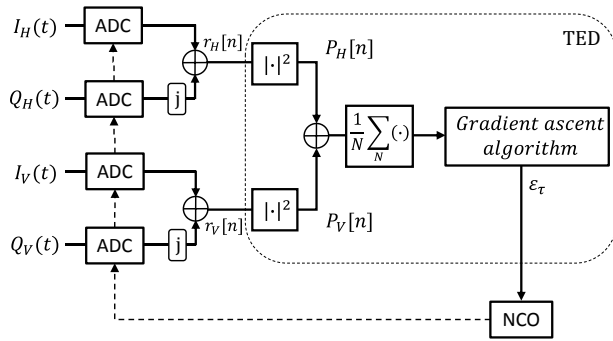 I_H(t)
ADC
r_H[n]
TED
|·|²
P_H[n]
Q_H(t)
ADC
j
1/N ∑_N (·)
Gradient ascent
algorithm
I_V(t)
ADC
ε_τ
r_V[n]
|·|²
P_V[n]
Q_V(t)
ADC
j
NCO